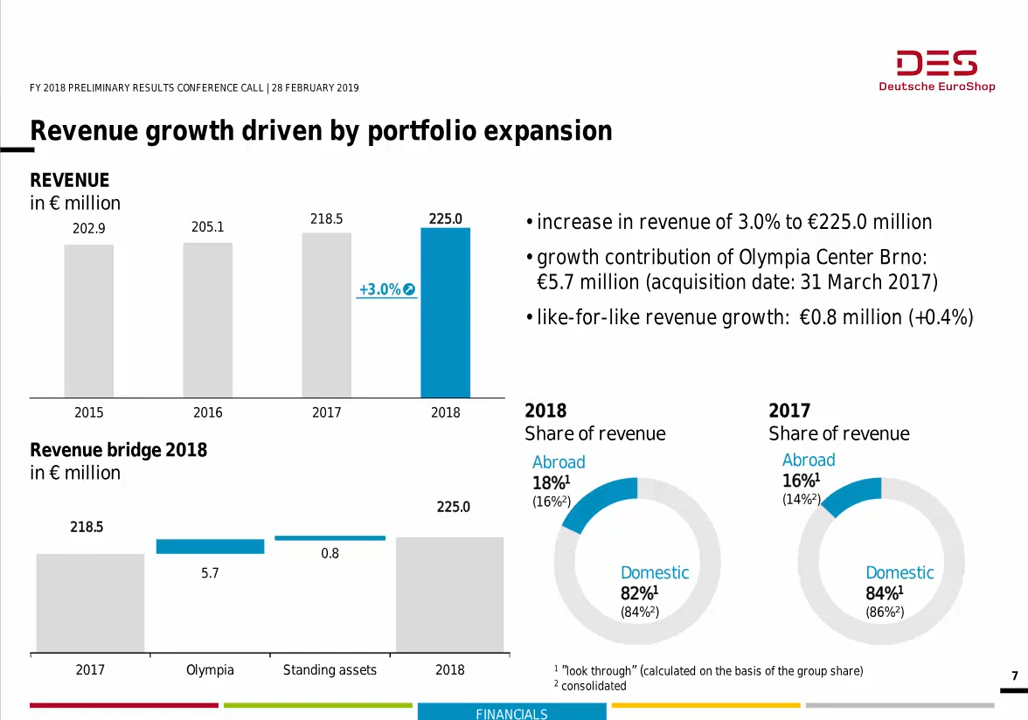 DES
Deutsche EuroShop
FY 2018 PRELIMINARY RESULTS CONFERENCE CALL | 28 FEBRUARY 2019
Revenue growth driven by portfolio expansion
REVENUE
in € million
202.9
205.1
218.5
225.0
+3.0%
2015
2016
2017
2018
• increase in revenue of 3.0% to €225.0 million
• growth contribution of Olympia Center Brno:
€5.7 million (acquisition date: 31 March 2017)
• like-for-like revenue growth: €0.8 million (+0.4%)
Revenue bridge 2018
in € million
218.5
5.7
0.8
225.0
2017
Olympia
Standing assets
2018
2018
Share of revenue
Abroad
18%¹
(16%²)
Domestic
82%¹
(84%²)
2017
Share of revenue
Abroad
16%¹
(14%²)
Domestic
84%¹
(86%²)
¹ "look through" (calculated on the basis of the group share)
² consolidated
7
FINANCIALS